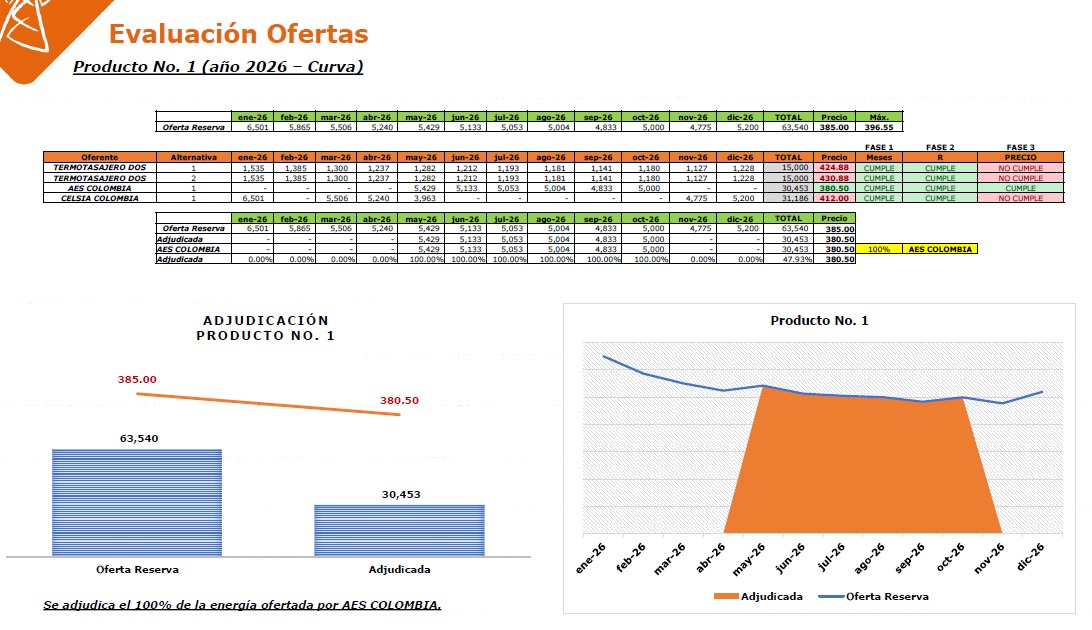 Evaluación Ofertas
Producto No. 1 (año 2026 – Curva)
ene-26 feb-26 mar-26 abr-26 may-26 jun-26 jul-26 ago-26 sep-26 oct-26 nov-26 dic-26 TOTAL Precio Máx.
Oferta Reserva 6,501 5,865 5,506 5,240 5,429 5,133 5,053 5,004 4,833 5,000 4,775 5,200 63,540 385.00 396.55
FASE 1 FASE 2 FASE 3
Oferente Alternativa ene-26 feb-26 mar-26 abr-26 may-26 jun-26 jul-26 ago-26 sep-26 oct-26 nov-26 dic-26 TOTAL Precio Meses R PRECIO
TERMOTASAJERO DOS 1 1,535 1,385 1,300 1,237 1,282 1,212 1,193 1,181 1,141 1,180 1,127 1,228 15,000 424.88 CUMPLE CUMPLE NO CUMPLE
TERMOTASAJERO DOS 2 1,535 1,385 1,300 1,237 1,282 1,212 1,193 1,181 1,141 1,180 1,127 1,228 15,000 430.88 CUMPLE CUMPLE NO CUMPLE
AES COLOMBIA 1 - - - - 5,429 5,133 5,053 5,004 4,833 5,000 - - 30,453 380.50 CUMPLE CUMPLE CUMPLE
CELSIA COLOMBIA 1 6,501 - 5,506 5,240 3,963 - - - - - 4,775 5,200 31,186 412.00 CUMPLE CUMPLE NO CUMPLE
ene-26 feb-26 mar-26 abr-26 may-26 jun-26 jul-26 ago-26 sep-26 oct-26 nov-26 dic-26 TOTAL Precio
Oferta Reserva 6,501 5,865 5,506 5,240 5,429 5,133 5,053 5,004 4,833 5,000 4,775 5,200 63,540 385.00
Adjudicada - - - - 5,429 5,133 5,053 5,004 4,833 5,000 - - 30,453 380.50
AES COLOMBIA - - - - 5,429 5,133 5,053 5,004 4,833 5,000 - - 30,453 380.50 100% AES COLOMBIA
Adjudicada 0.00% 0.00% 0.00% 0.00% 100.00% 100.00% 100.00% 100.00% 100.00% 100.00% 0.00% 0.00% 47.93% 380.50
ADJUDICACIÓN
PRODUCTO NO. 1
385.00
380.50
63,540
30,453
Oferta Reserva Adjudicada
Se adjudica el 100% de la energía ofertada por AES COLOMBIA.
Producto No. 1
ene-26 feb-26 mar-26 abr-26 may-26 jun-26 jul-26 ago-26 sep-26 oct-26 nov-26 dic-26
Adjudicada Oferta Reserva